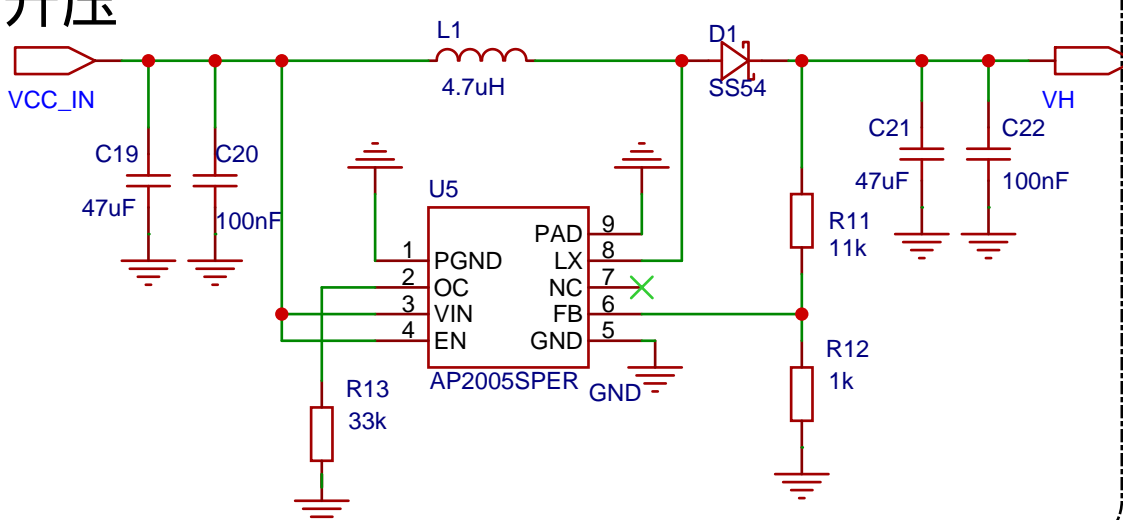 升压
L1
4.7uH
D1
SS54
VCC_IN
VH
C19
47uF
C20
100nF
C21
47uF
C22
100nF
U5
PAD 9
1 PGND
LX 8
2 OC
NC 7
3 VIN
FB 6
4 EN
GND 5
AP2005SPER
GND
R11
11k
R12
1k
R13
33k